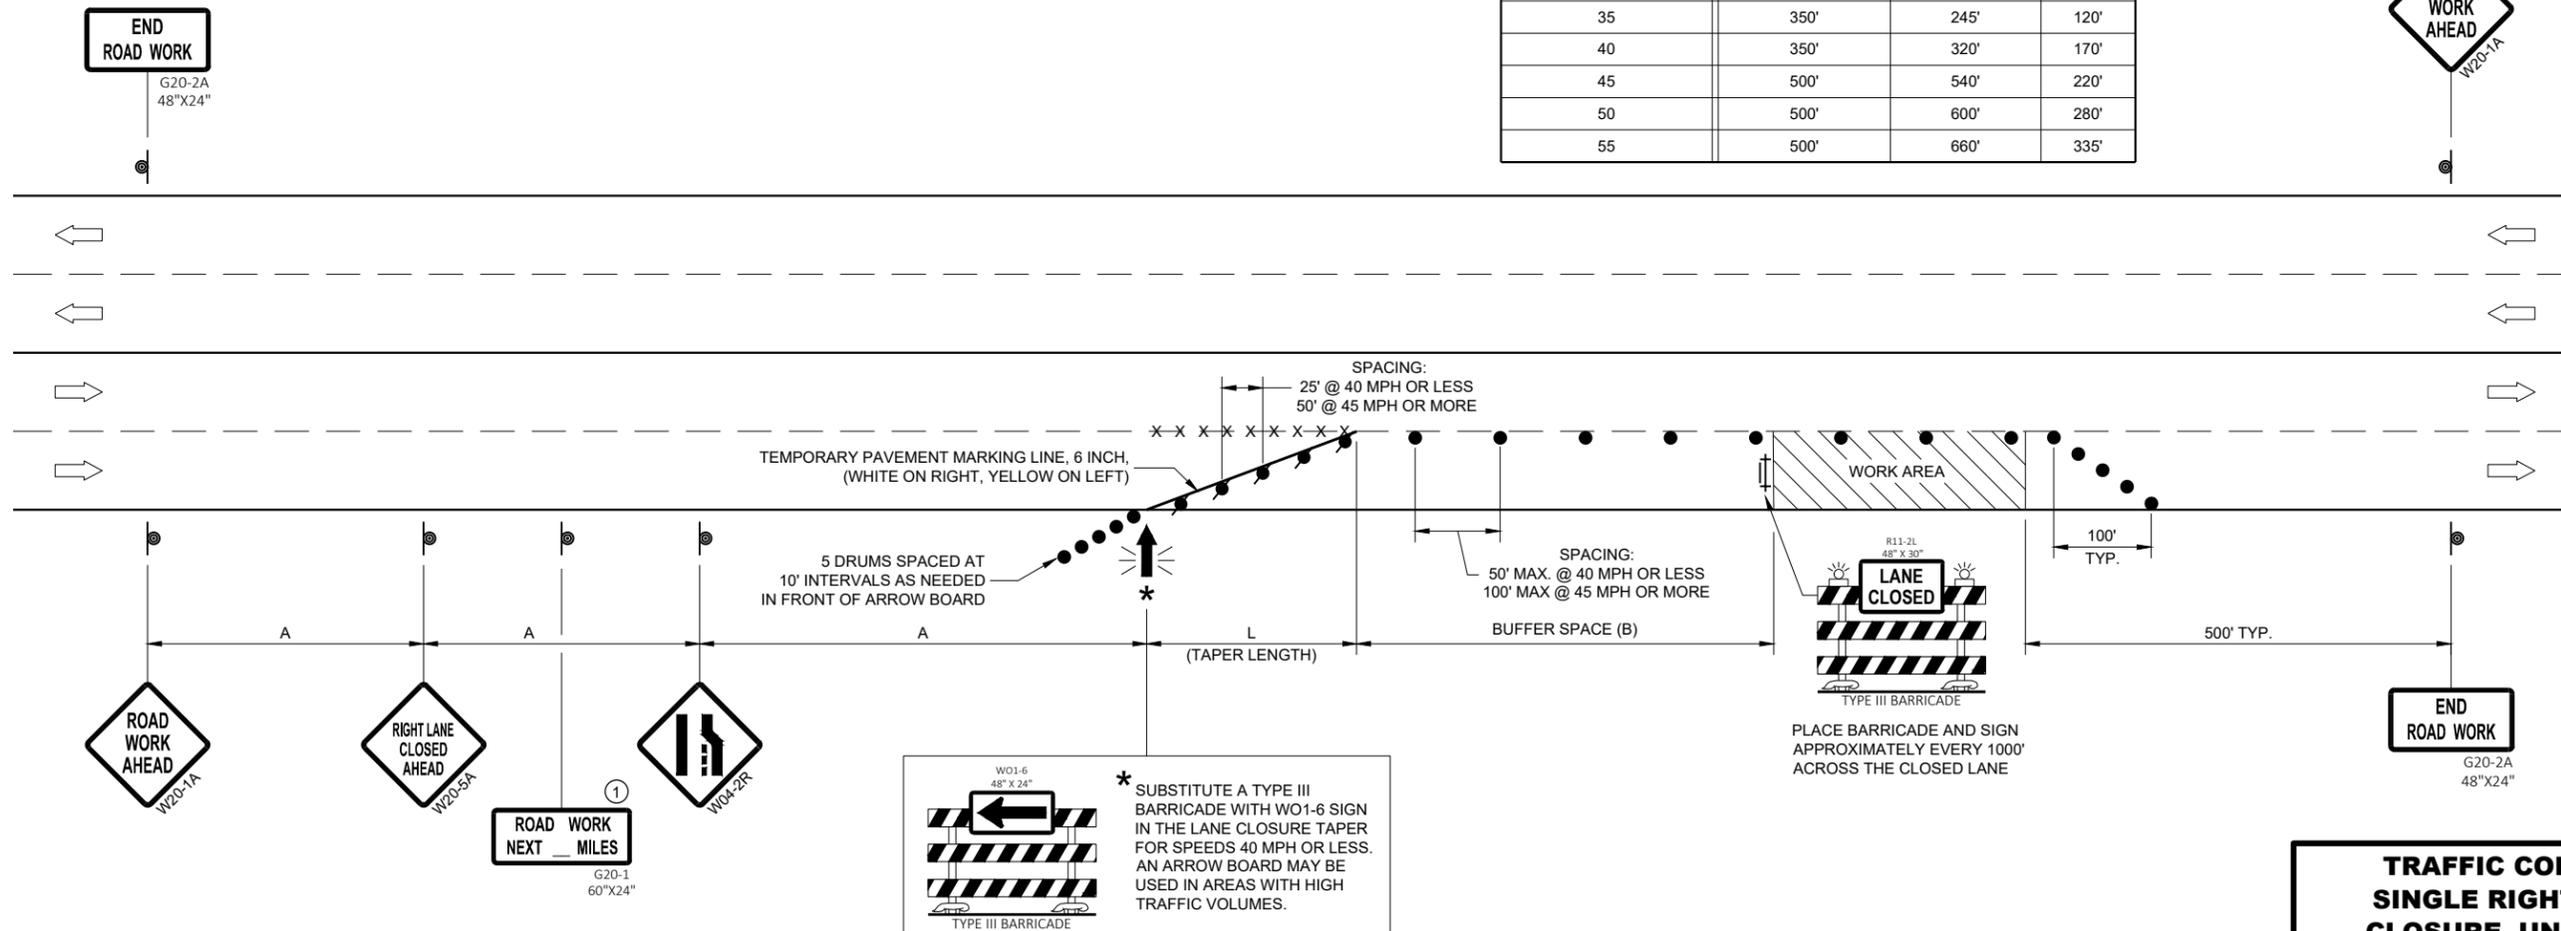 END
ROAD WORK
G20-2A
48"X24"
35 350' 245' 120'
40 350' 320' 170'
45 500' 540' 220'
50 500' 600' 280'
55 500' 660' 335'
WORK
AHEAD
W20-1A
SPACING:
25' @ 40 MPH OR LESS
50' @ 45 MPH OR MORE
X X X X X X X X X
TEMPORARY PAVEMENT MARKING LINE, 6 INCH,
(WHITE ON RIGHT, YELLOW ON LEFT)
WORK AREA
5 DRUMS SPACED AT
10' INTERVALS AS NEEDED
IN FRONT OF ARROW BOARD
*
SPACING:
50' MAX. @ 40 MPH OR LESS
100' MAX @ 45 MPH OR MORE
R11-2L
48" X 30"
LANE
CLOSED
TYPE III BARRICADE
100'
TYP.
A
A
A
L
(TAPER LENGTH)
BUFFER SPACE (B)
500' TYP.
ROAD
WORK
AHEAD
W20-1A
RIGHT LANE
CLOSED
AHEAD
W20-5A
1
ROAD WORK
NEXT __ MILES
G20-1
60"X24"
W04-2R
WO1-6
48" X 24"
TYPE III BARRICADE
* SUBSTITUTE A TYPE III
BARRICADE WITH WO1-6 SIGN
IN THE LANE CLOSURE TAPER
FOR SPEEDS 40 MPH OR LESS.
AN ARROW BOARD MAY BE
USED IN AREAS WITH HIGH
TRAFFIC VOLUMES.
PLACE BARRICADE AND SIGN
APPROXIMATELY EVERY 1000'
ACROSS THE CLOSED LANE
END
ROAD WORK
G20-2A
48"X24"
TRAFFIC CO
SINGLE RIGH
CLOSURE, UN